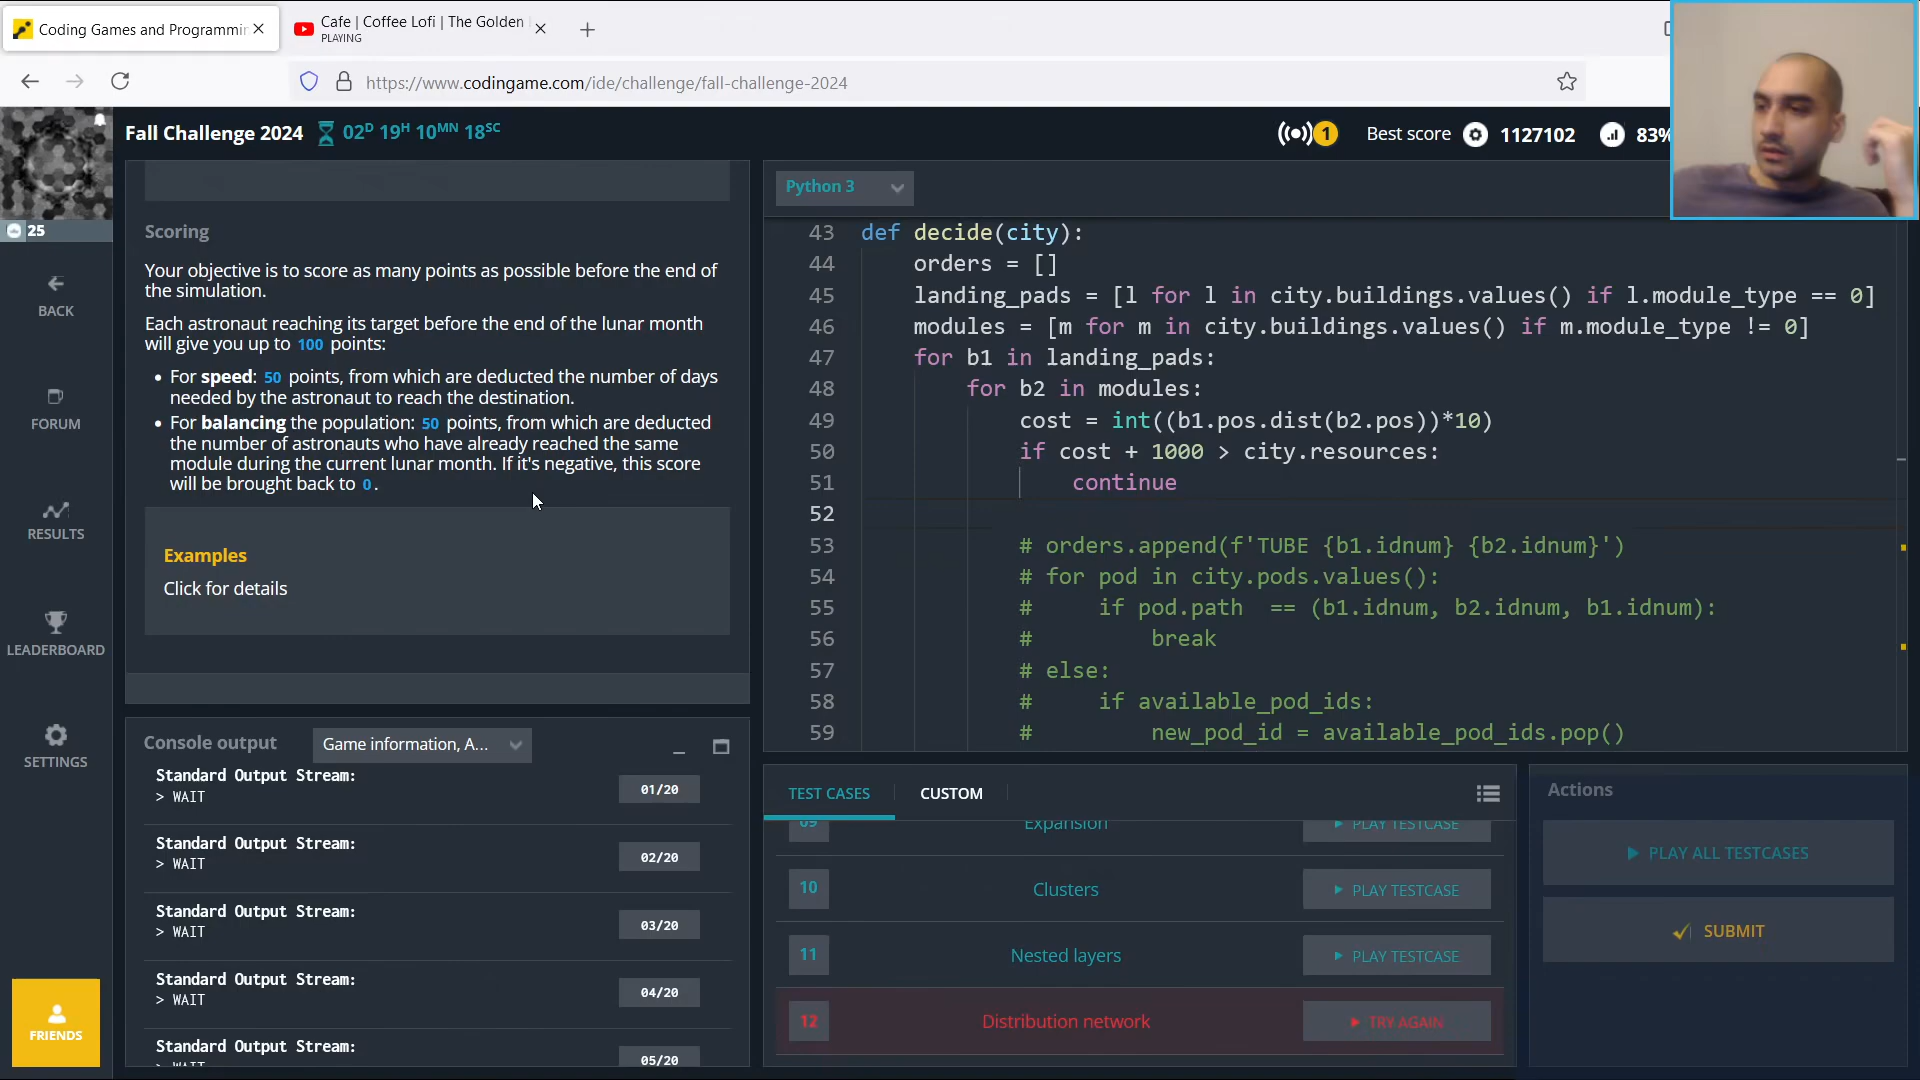 Coding Games and Programmin
Cafe | Coffee Lofi | The Golden
PLAYING
https://www.codingame.com/ide/challenge/fall-challenge-2024
Fall Challenge 2024
02D 19H 10MN 18SC
1
Best score
1127102
83%
25
BACK
FORUM
RESULTS
LEADERBOARD
SETTINGS
FRIENDS
Scoring
Your objective is to score as many points as possible before the end of
the simulation.
Each astronaut reaching its target before the end of the lunar month
will give you up to 100 points:
• For speed: 50 points, from which are deducted the number of days
needed by the astronaut to reach the destination.
• For balancing the population: 50 points, from which are deducted
the number of astronauts who have already reached the same
module during the current lunar month. If it's negative, this score
will be brought back to 0.
Examples
Click for details
Python 3
43 def decide(city):
44 orders = []
45 landing_pads = [l for l in city.buildings.values() if l.module_type == 0]
46 modules = [m for m in city.buildings.values() if m.module_type != 0]
47 for b1 in landing_pads:
48 for b2 in modules:
49 cost = int((b1.pos.dist(b2.pos))*10)
50 if cost + 1000 > city.resources:
51 continue
52
53 # orders.append(f'TUBE {b1.idnum} {b2.idnum}')
54 # for pod in city.pods.values():
55 # if pod.path == (b1.idnum, b2.idnum, b1.idnum):
56 # break
57 # else:
58 # if available_pod_ids:
59 # new_pod_id = available_pod_ids.pop()
Console output
Game information, A...
Standard Output Stream:
> WAIT
01/20
Standard Output Stream:
> WAIT
02/20
Standard Output Stream:
> WAIT
03/20
Standard Output Stream:
> WAIT
04/20
Standard Output Stream:
> WAIT
05/20
TEST CASES
CUSTOM
09 Expansion PLAY TESTCASE
10 Clusters PLAY TESTCASE
11 Nested layers PLAY TESTCASE
12 Distribution network TRY AGAIN
Actions
PLAY ALL TESTCASES
SUBMIT